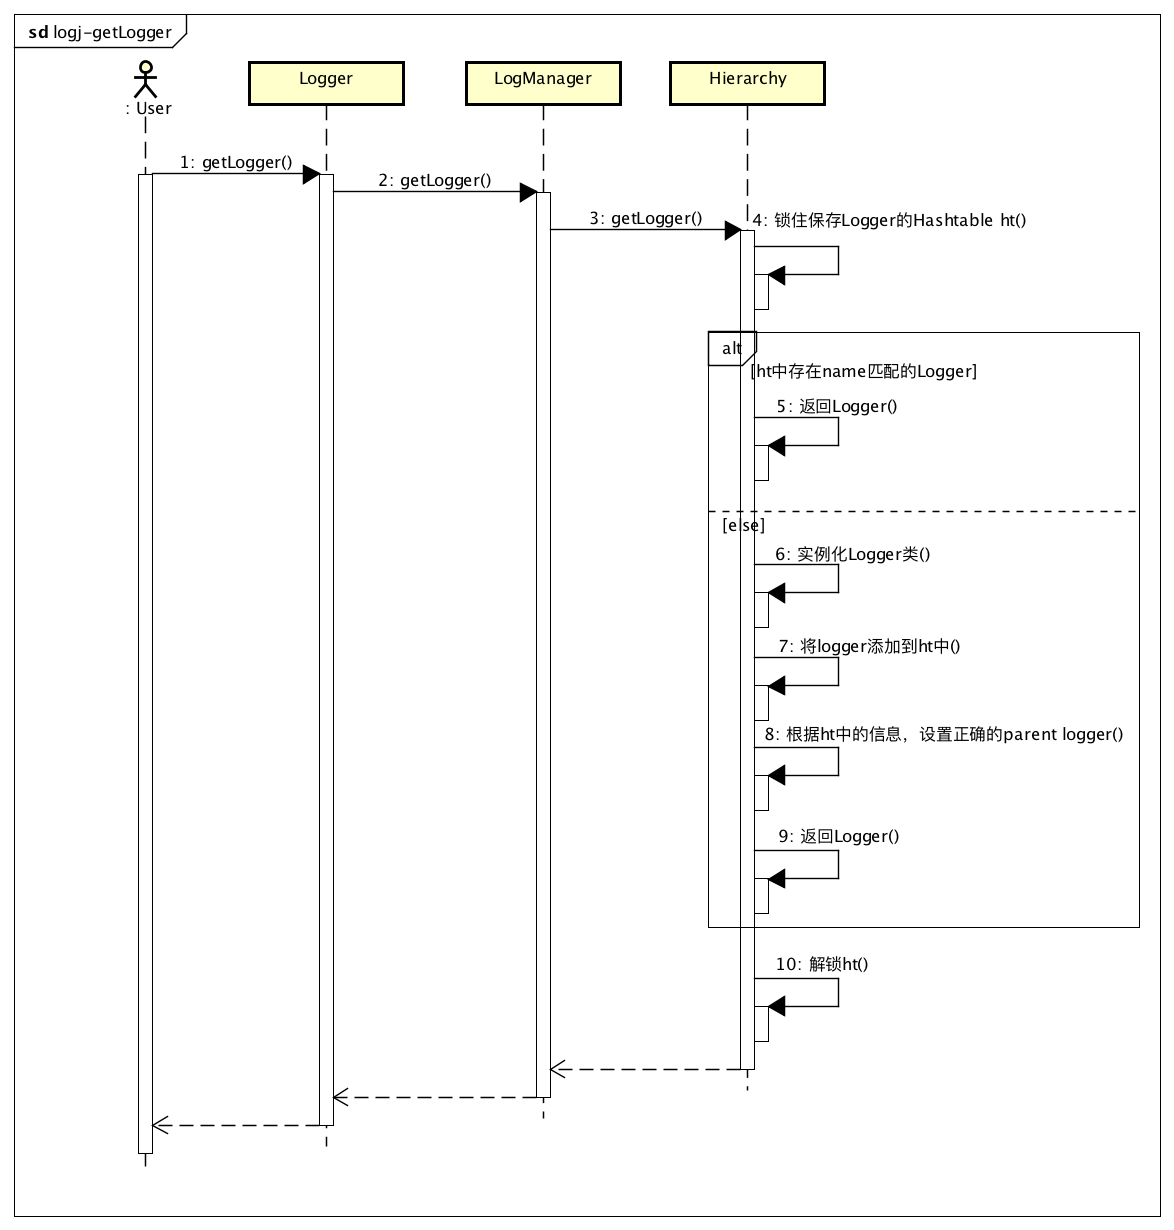 sd logj-getLogger
: User
Logger
LogManager
Hierarchy
1: getLogger()
2: getLogger()
3: getLogger()
4: 锁住保存Logger的Hashtable ht()
alt
[ht中存在name匹配的Logger]
5: 返回Logger()
[else]
6: 实例化Logger类()
7: 将logger添加到ht中()
8: 根据ht中的信息，设置正确的parent logger()
9: 返回Logger()
10: 解锁ht()